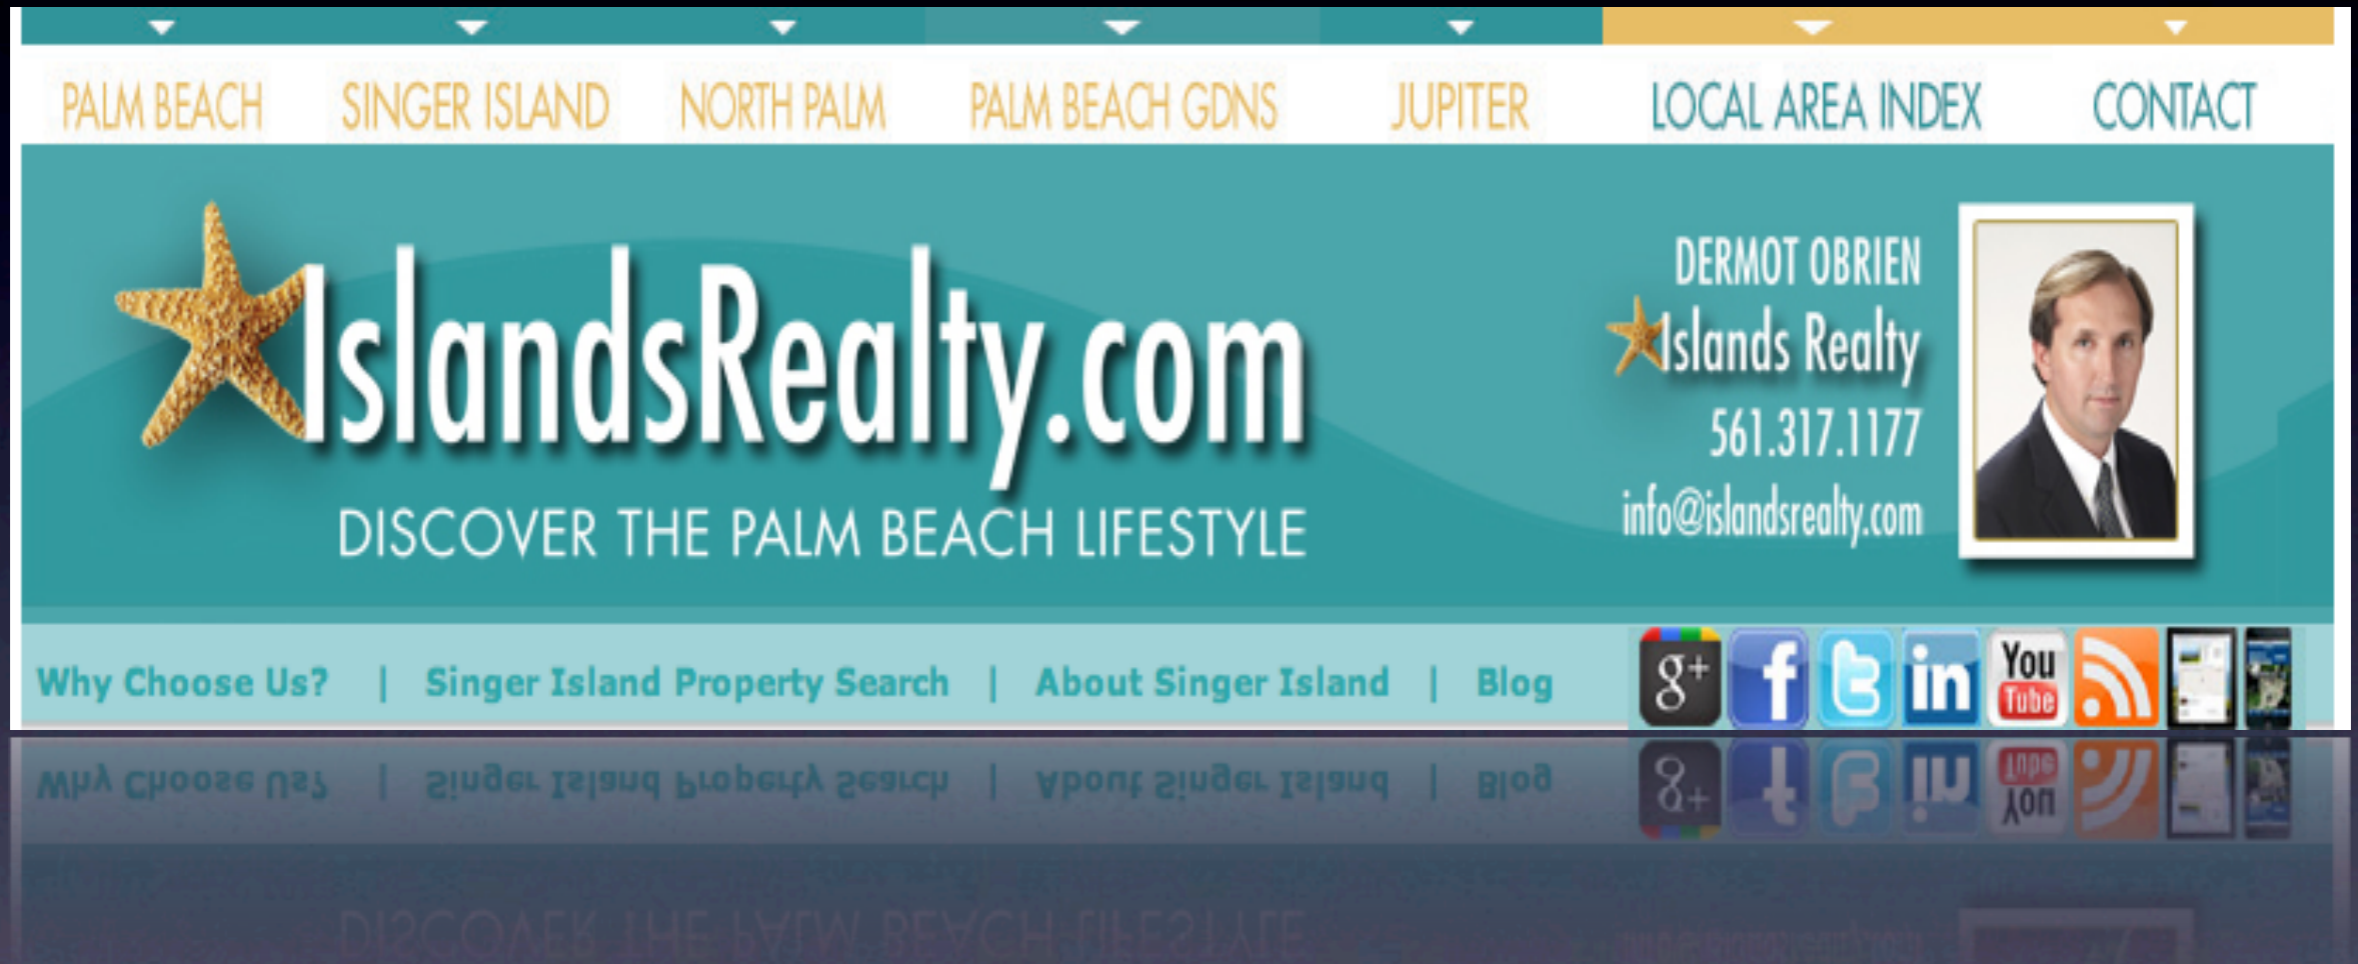 PALM BEACH SINGER ISLAND NORTH PALM PALM BEACH GDNS JUPITER LOCAL AREA INDEX CONTACT
IslandsRealty.com
DISCOVER THE PALM BEACH LIFESTYLE
DERMOT OBRIEN
Islands Realty
561.317.1177
info@islandsrealty.com
Why Choose Us? | Singer Island Property Search | About Singer Island | Blog
g+ f t in You Tube